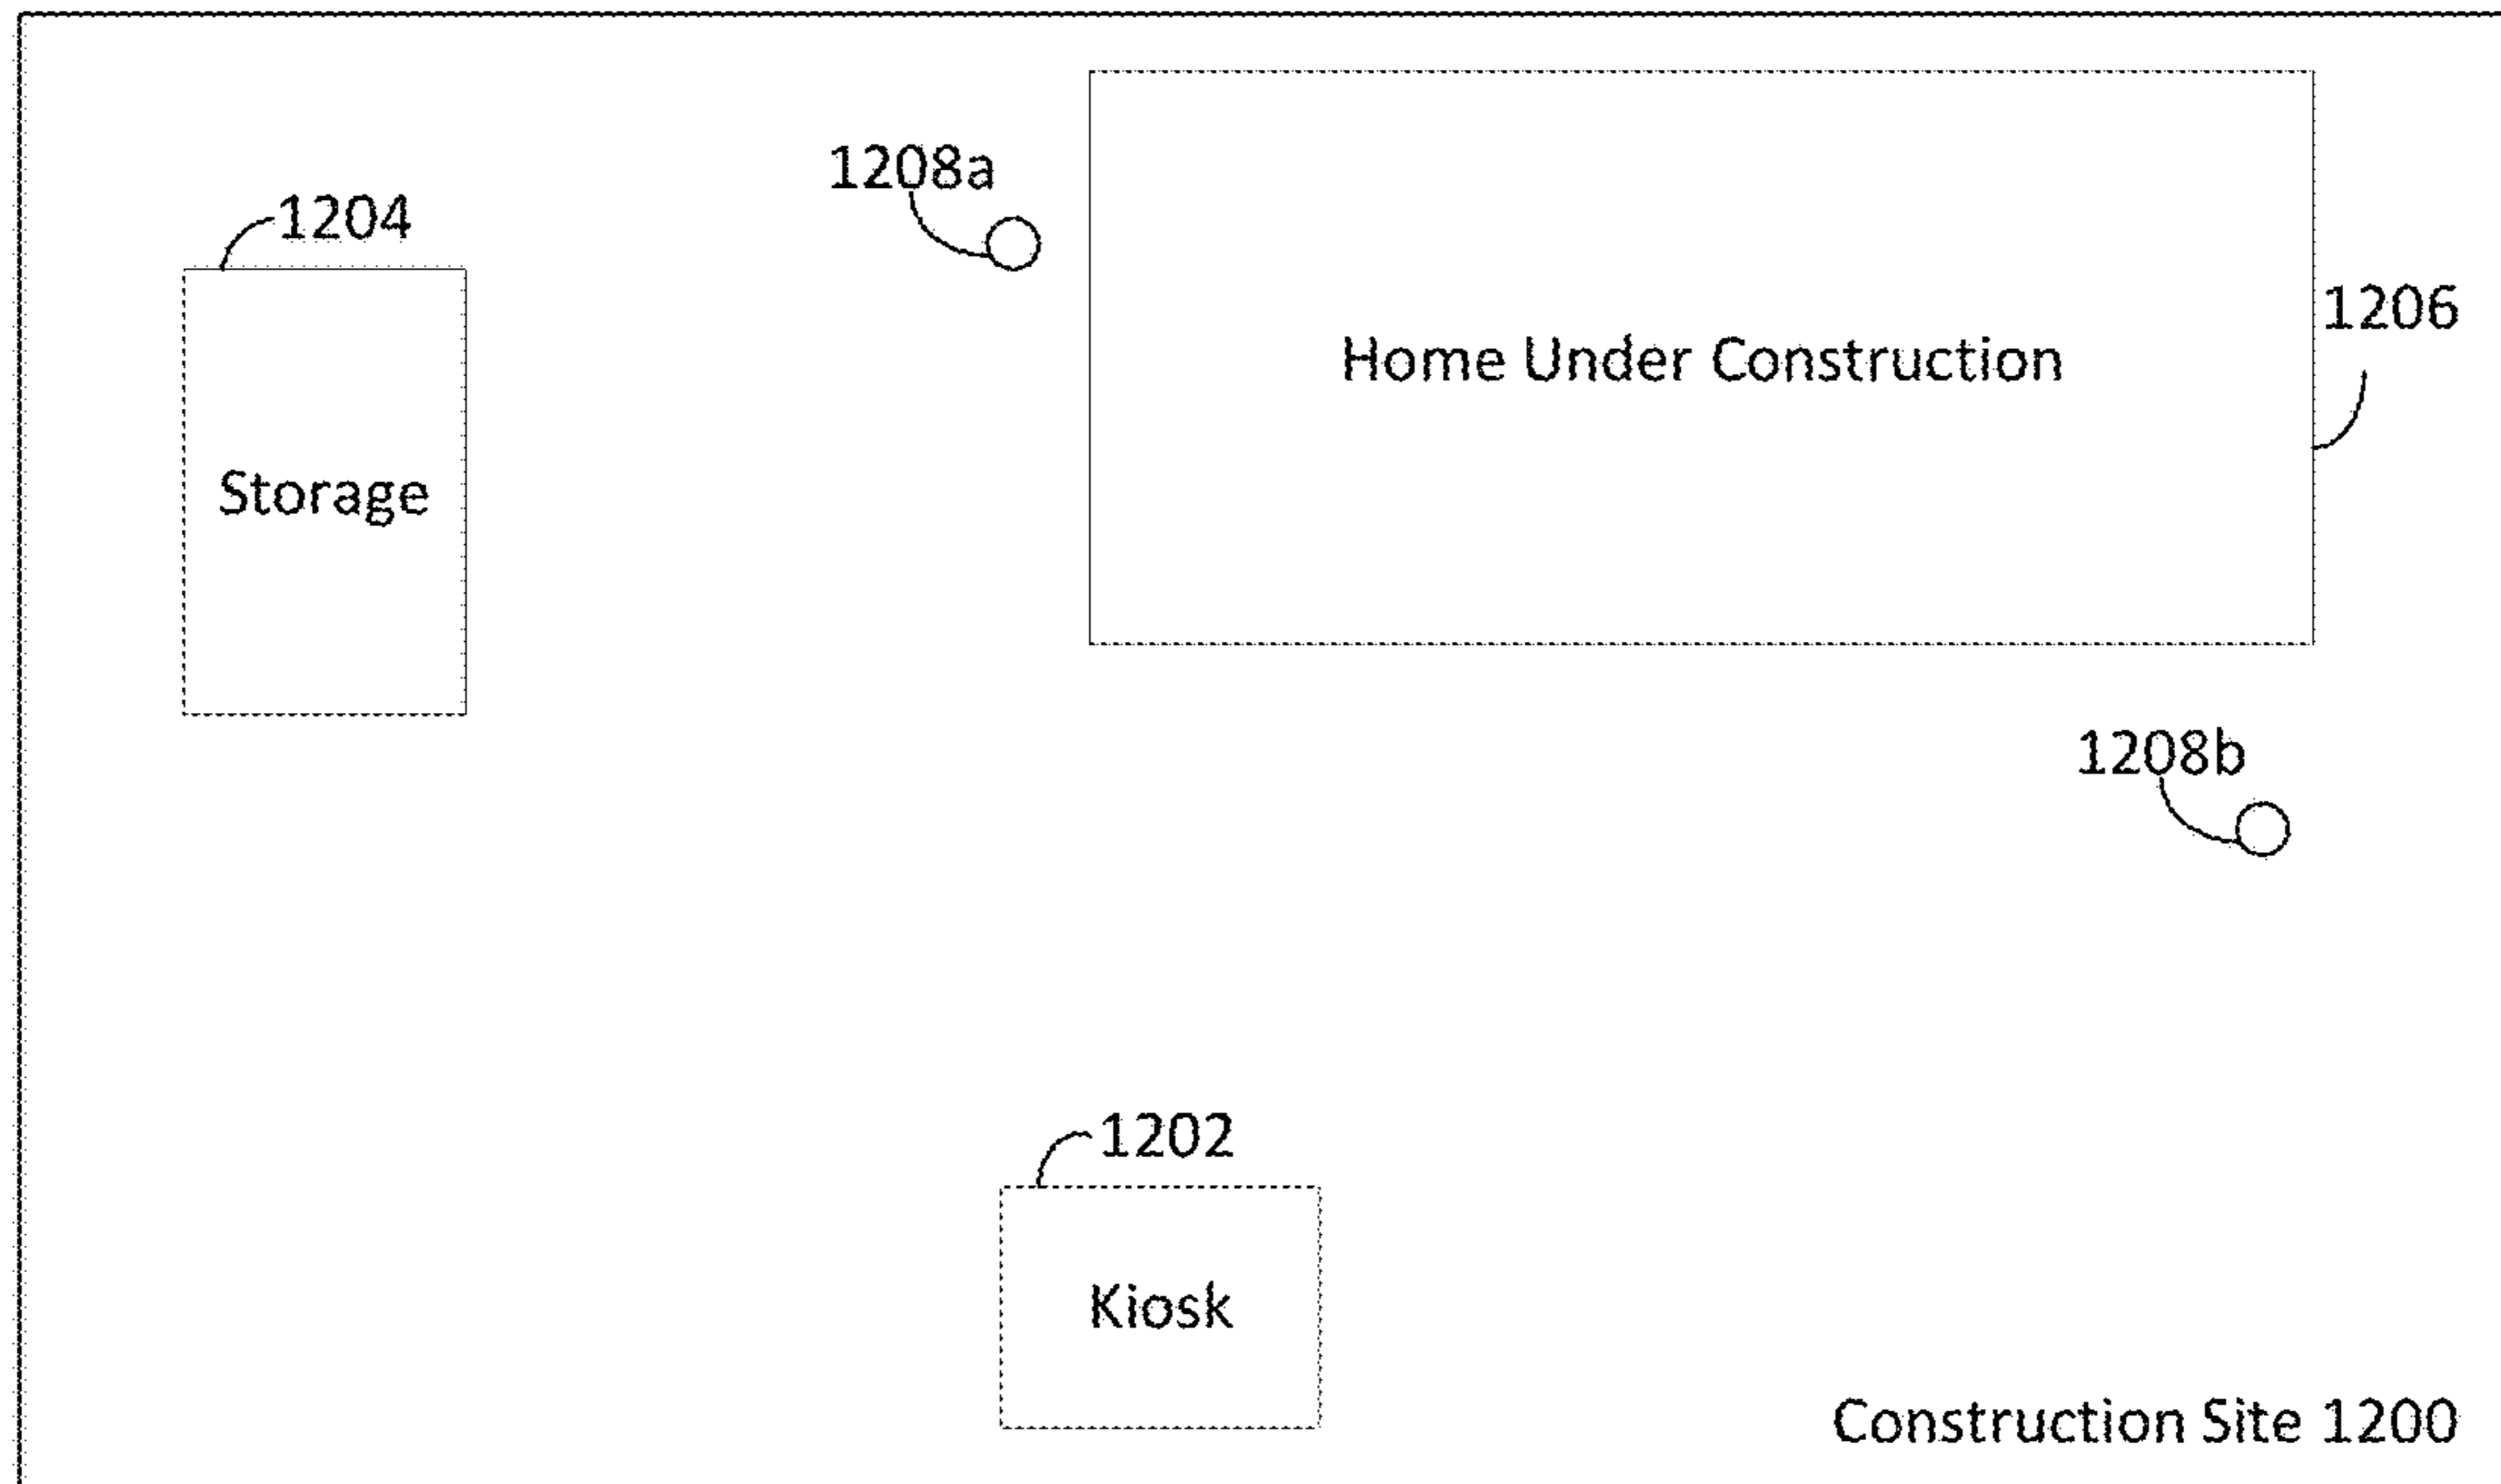 1208a
1204
1206
Home Under Construction
Storage
1208b
1202
Kiosk
Construction Site 1200